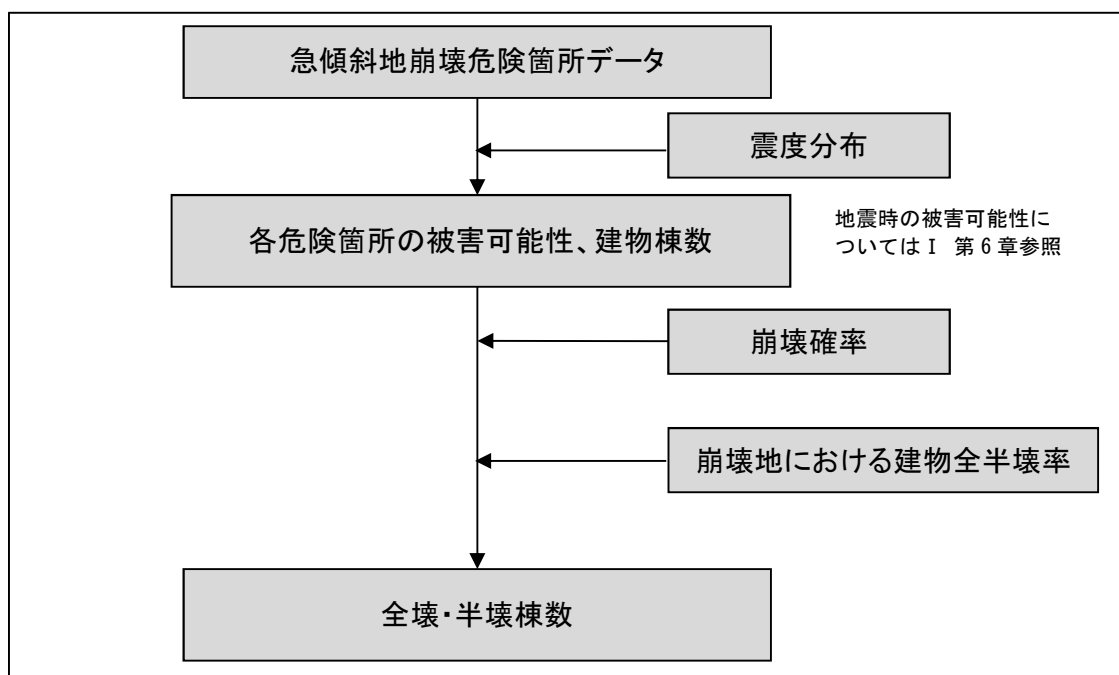 急傾斜地崩壊危険箇所データ
震度分布
各危険箇所の被害可能性、建物棟数
地震時の被害可能性に
ついてはⅠ 第6章参照
崩壊確率
崩壊地における建物全半壊率
全壊・半壊棟数